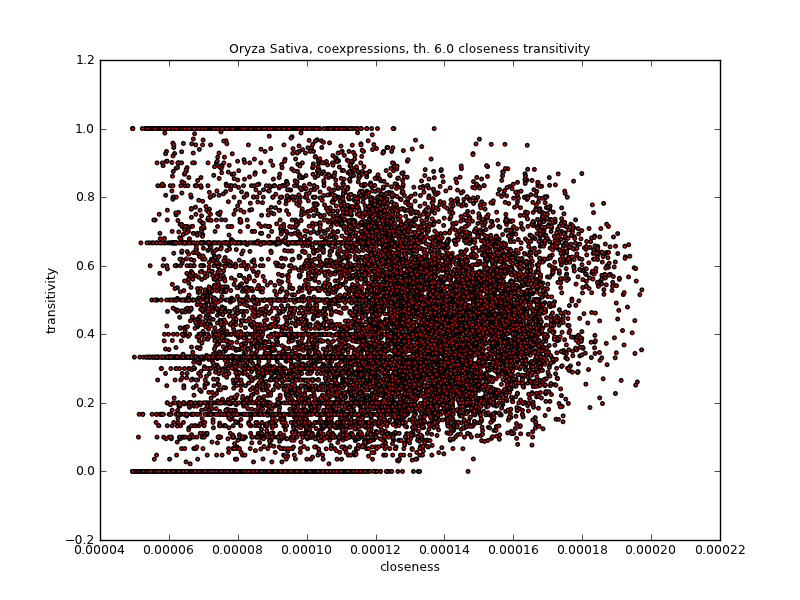 Oryza Sativa, coexpressions, th. 6.0 closeness transitivity
1.2
1.0
0.8
0.6
0.4
0.2
0.0
−0.2
transitivity
0.00004 0.00006 0.00008 0.00010 0.00012 0.00014 0.00016 0.00018 0.00020 0.00022
closeness